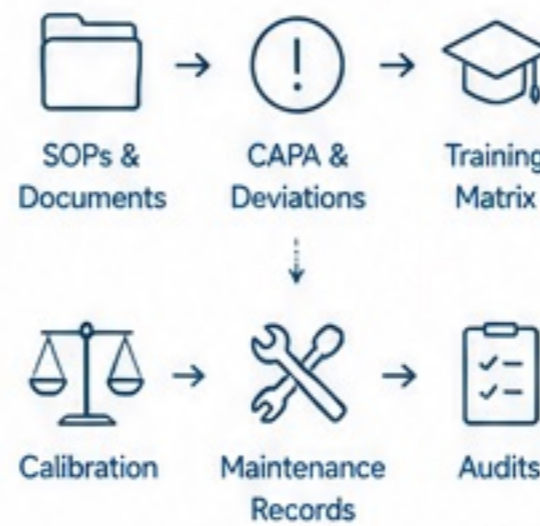 SOPs &
Documents
CAPA &
Deviations
Training
Matrix
Calibration
Maintenance
Records
Audits